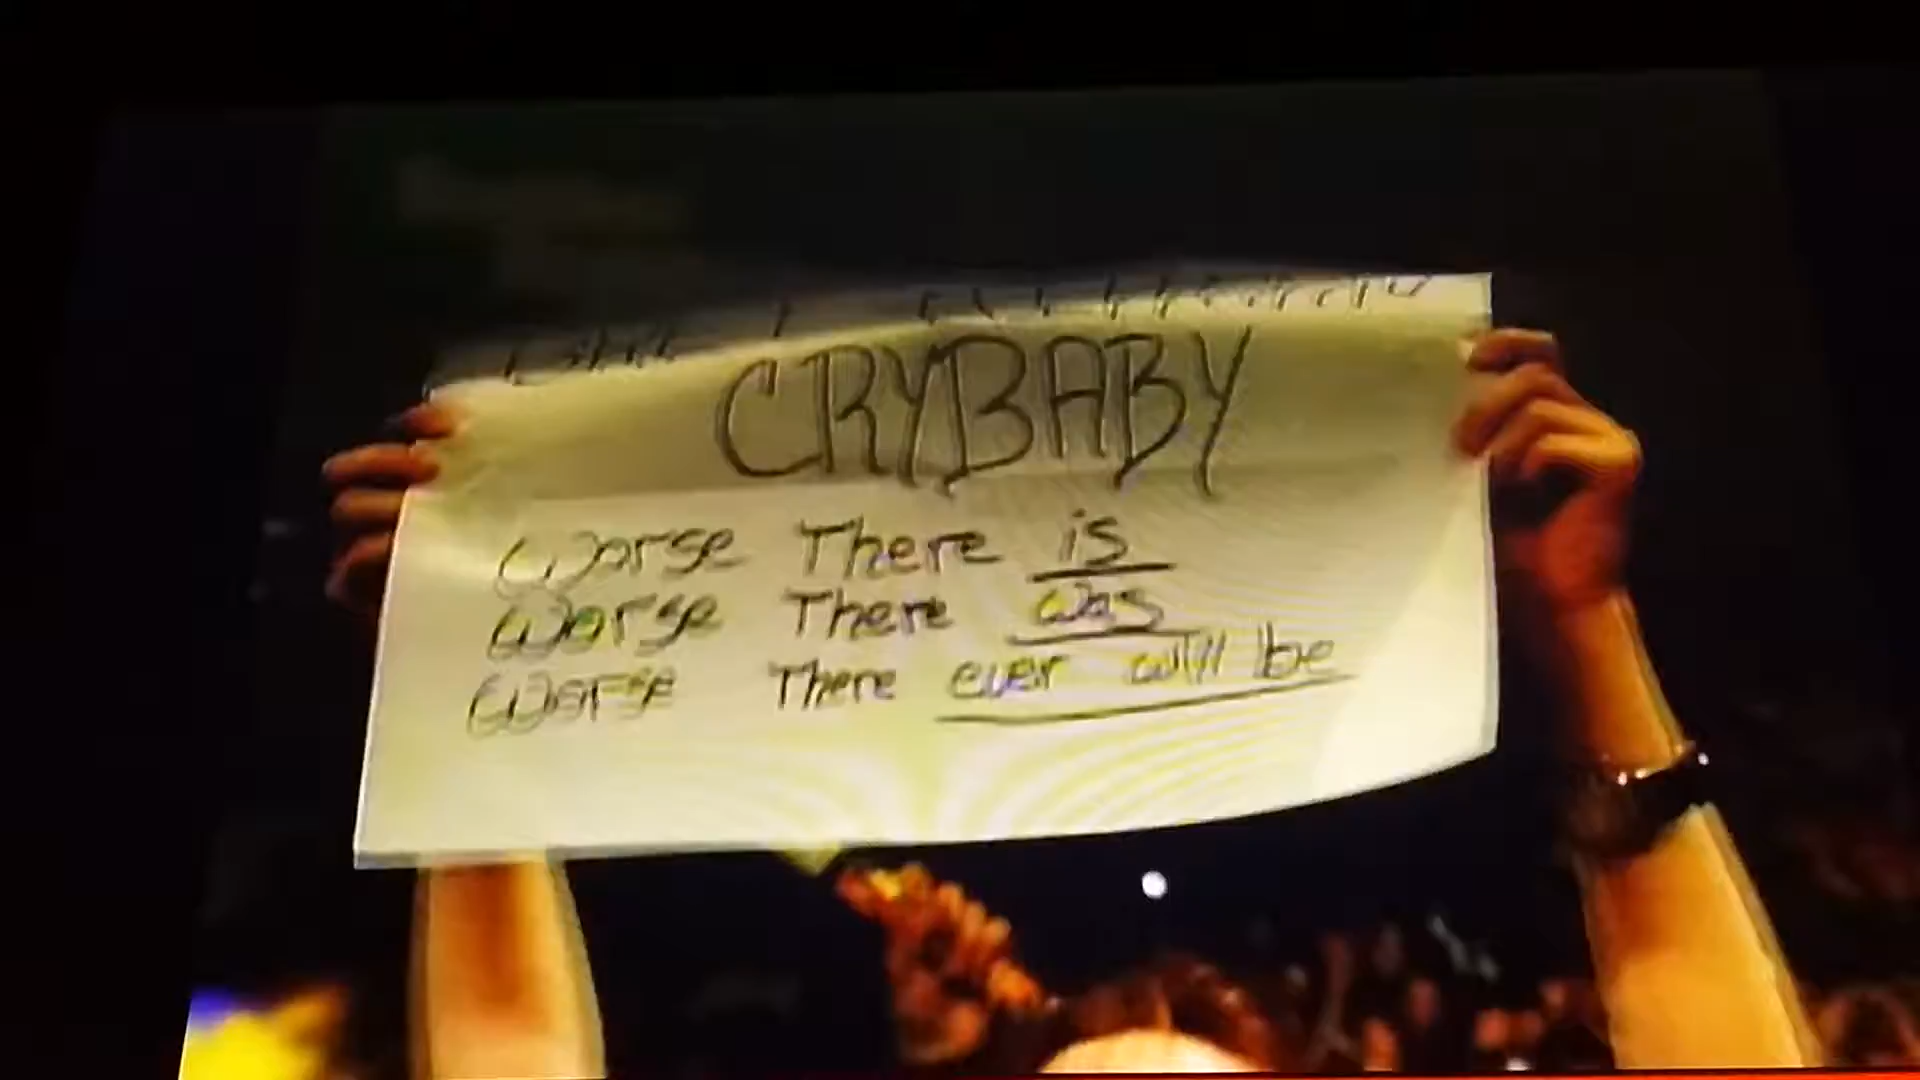 CRYBABY
Worse There is
Worse There was
Worse There ever will be